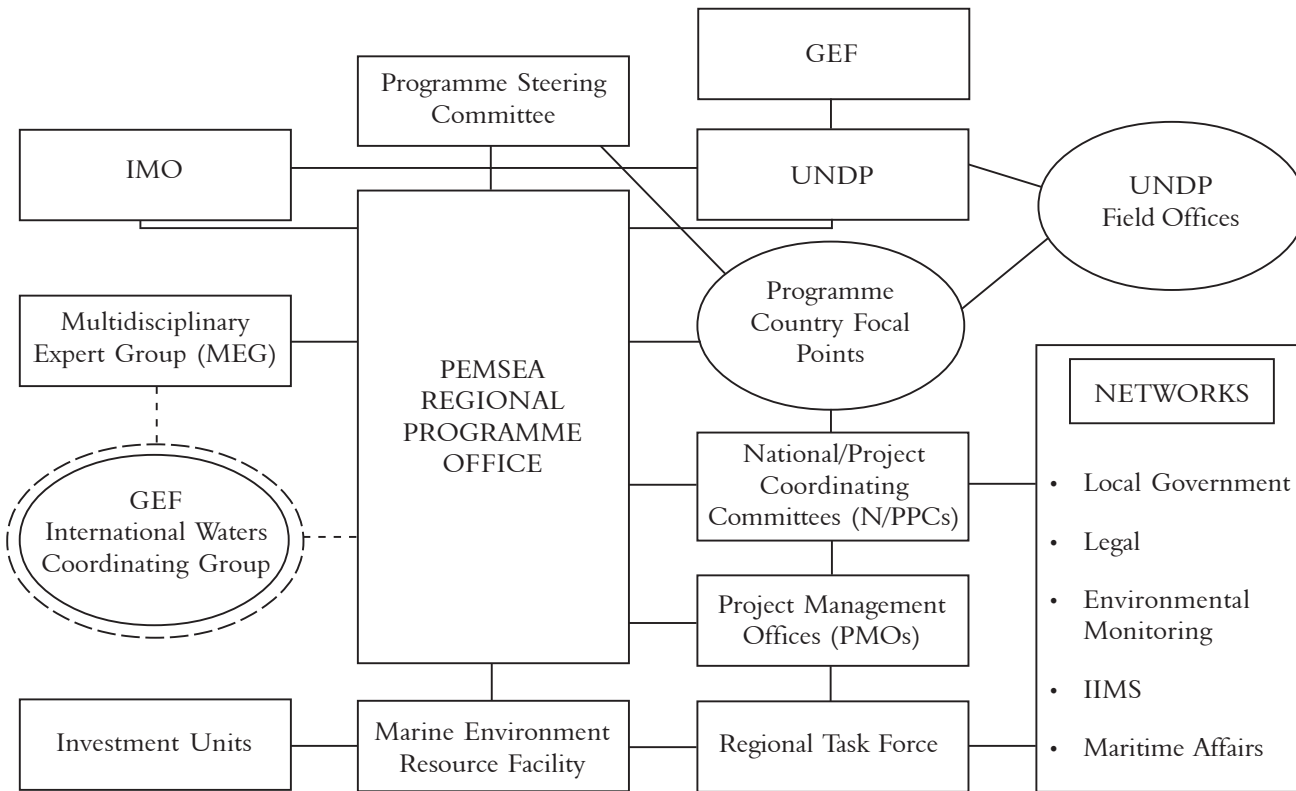 GEF
Programme Steering
Committee
IMO
UNDP
UNDP
Field Offices
Programme
Country Focal
Points
Multidisciplinary
Expert Group (MEG)
PEMSEA
REGIONAL
PROGRAMME
OFFICE
NETWORKS
• Local Government
• Legal
• Environmental
Monitoring
• IIMS
• Maritime Affairs
National/Project
Coordinating
Committees (N/PPCs)
GEF
International Waters
Coordinating Group
Project Management
Offices (PMOs)
Investment Units
Marine Environment
Resource Facility
Regional Task Force